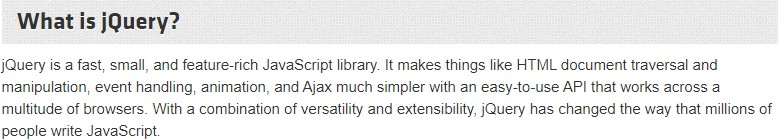 What is jQuery?
jQuery is a fast, small, and feature-rich JavaScript library. It makes things like HTML document traversal and
manipulation, event handling, animation, and Ajax much simpler with an easy-to-use API that works across a
multitude of browsers. With a combination of versatility and extensibility, jQuery has changed the way that millions of
people write JavaScript.